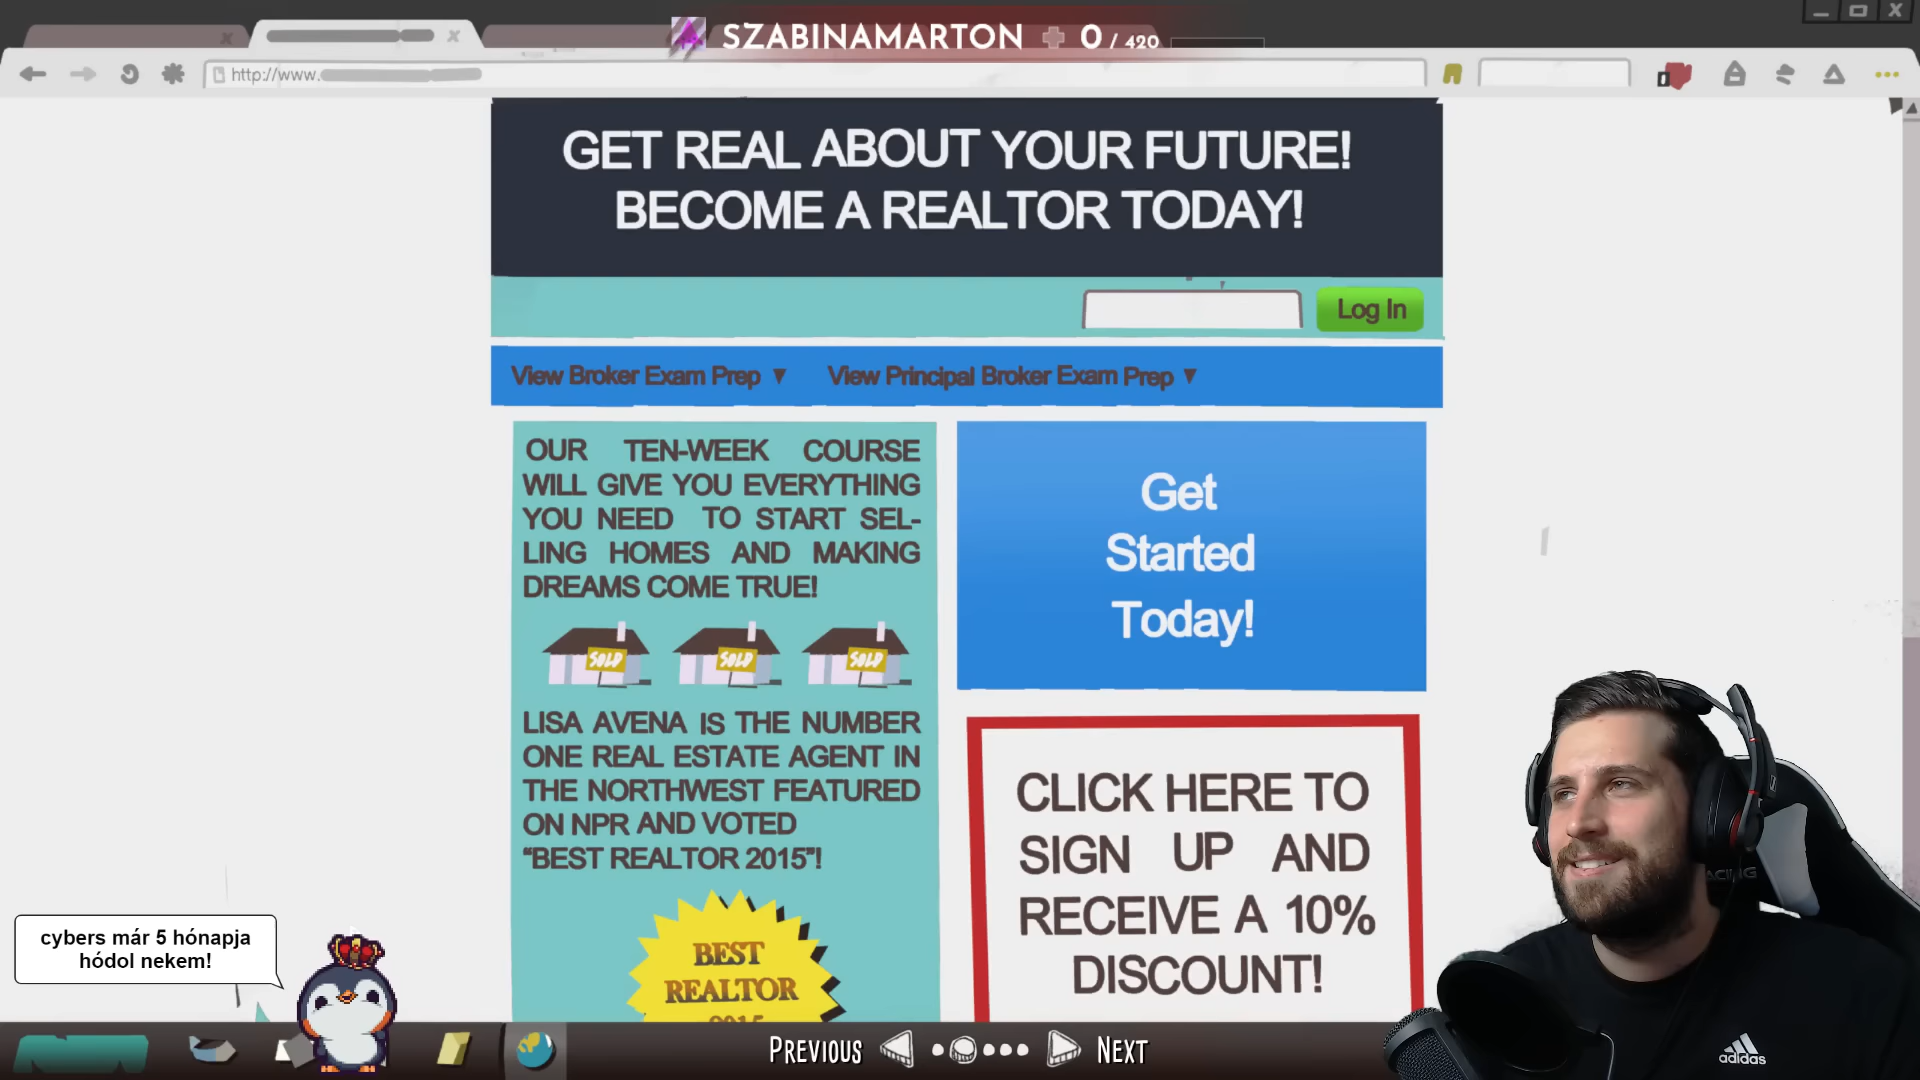 SZABINAMARTON 0 / 420
http://www.
GET REAL ABOUT YOUR FUTURE!
BECOME A REALTOR TODAY!
Log In
View Broker Exam Prep ▼ View Principal Broker Exam Prep ▼
OUR TEN-WEEK COURSE
WILL GIVE YOU EVERYTHING
YOU NEED TO START SEL-
LING HOMES AND MAKING
DREAMS COME TRUE!
SOLD SOLD SOLD
LISA AVENA IS THE NUMBER
ONE REAL ESTATE AGENT IN
THE NORTHWEST FEATURED
ON NPR AND VOTED
“BEST REALTOR 2015”!
BEST
REALTOR
2015
Get
Started
Today!
CLICK HERE TO
SIGN UP AND
RECEIVE A 10%
DISCOUNT!
cybers már 5 hónapja
hódol nekem!
PREVIOUS NEXT
adidas